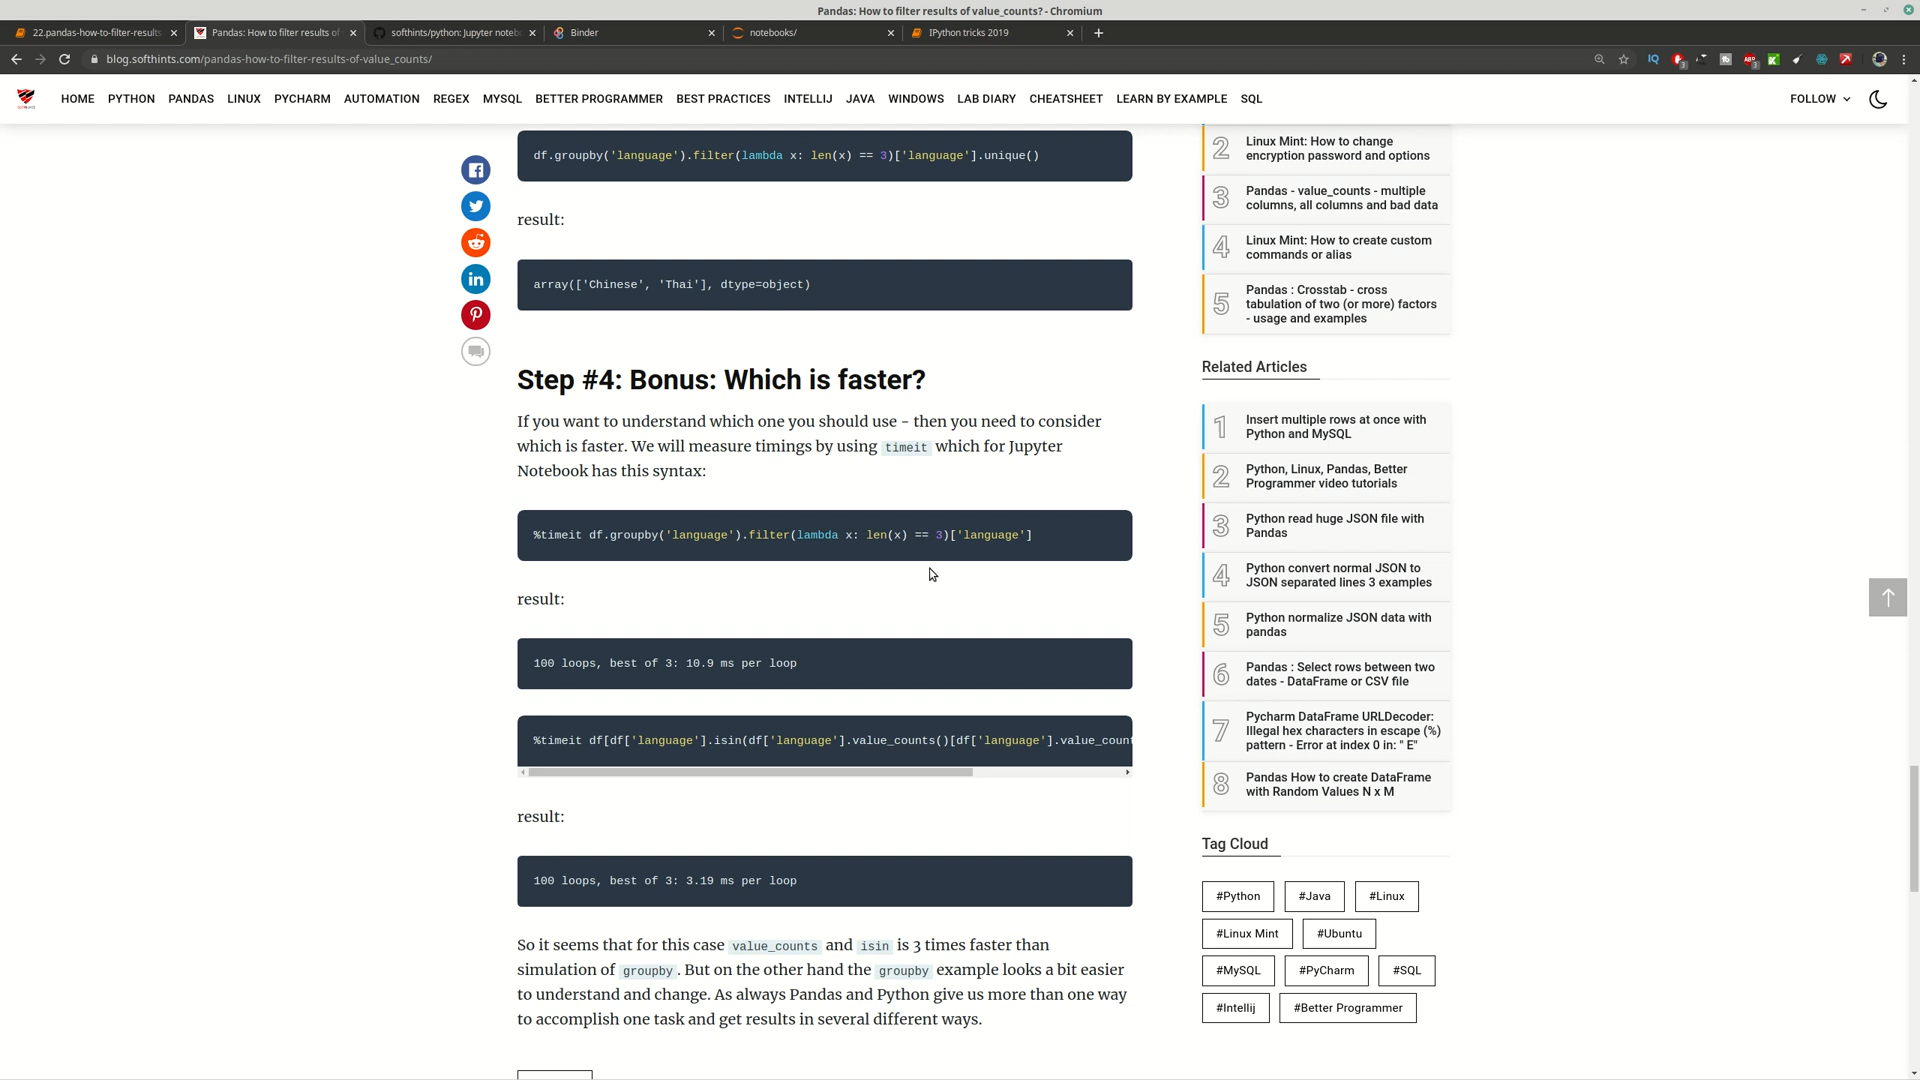 Pandas: How to filter results of value_counts? - Chromium
22.pandas-how-to-filter-results
Pandas: How to filter results of
softhints/python: Jupyter noteb
Binder
notebooks/
IPython tricks 2019
blog.softhints.com/pandas-how-to-filter-results-of-value_counts/
HOME PYTHON PANDAS LINUX PYCHARM AUTOMATION REGEX MYSQL BETTER PROGRAMMER BEST PRACTICES INTELLIJ JAVA WINDOWS LAB DIARY CHEATSHEET LEARN BY EXAMPLE SQL FOLLOW
df.groupby('language').filter(lambda x: len(x) == 3)['language'].unique()
result:
array(['Chinese', 'Thai'], dtype=object)
Step #4: Bonus: Which is faster?
If you want to understand which one you should use - then you need to consider
which is faster. We will measure timings by using timeit which for Jupyter
Notebook has this syntax:
%timeit df.groupby('language').filter(lambda x: len(x) == 3)['language']
result:
100 loops, best of 3: 10.9 ms per loop
%timeit df[df['language'].isin(df['language'].value_counts()[df['language'].value_count
result:
100 loops, best of 3: 3.19 ms per loop
So it seems that for this case value_counts and isin is 3 times faster than
simulation of groupby. But on the other hand the groupby example looks a bit easier
to understand and change. As always Pandas and Python give us more than one way
to accomplish one task and get results in several different ways.
2 Linux Mint: How to change
encryption password and options
3 Pandas - value_counts - multiple
columns, all columns and bad data
4 Linux Mint: How to create custom
commands or alias
5 Pandas : Crosstab - cross
tabulation of two (or more) factors
- usage and examples
Related Articles
1 Insert multiple rows at once with
Python and MySQL
2 Python, Linux, Pandas, Better
Programmer video tutorials
3 Python read huge JSON file with
Pandas
4 Python convert normal JSON to
JSON separated lines 3 examples
5 Python normalize JSON data with
pandas
6 Pandas : Select rows between two
dates - DataFrame or CSV file
7 Pycharm DataFrame URLDecoder:
Illegal hex characters in escape (%)
pattern - Error at index 0 in: " E"
8 Pandas How to create DataFrame
with Random Values N x M
Tag Cloud
#Python #Java #Linux
#Linux Mint #Ubuntu
#MySQL #PyCharm #SQL
#Intellij #Better Programmer